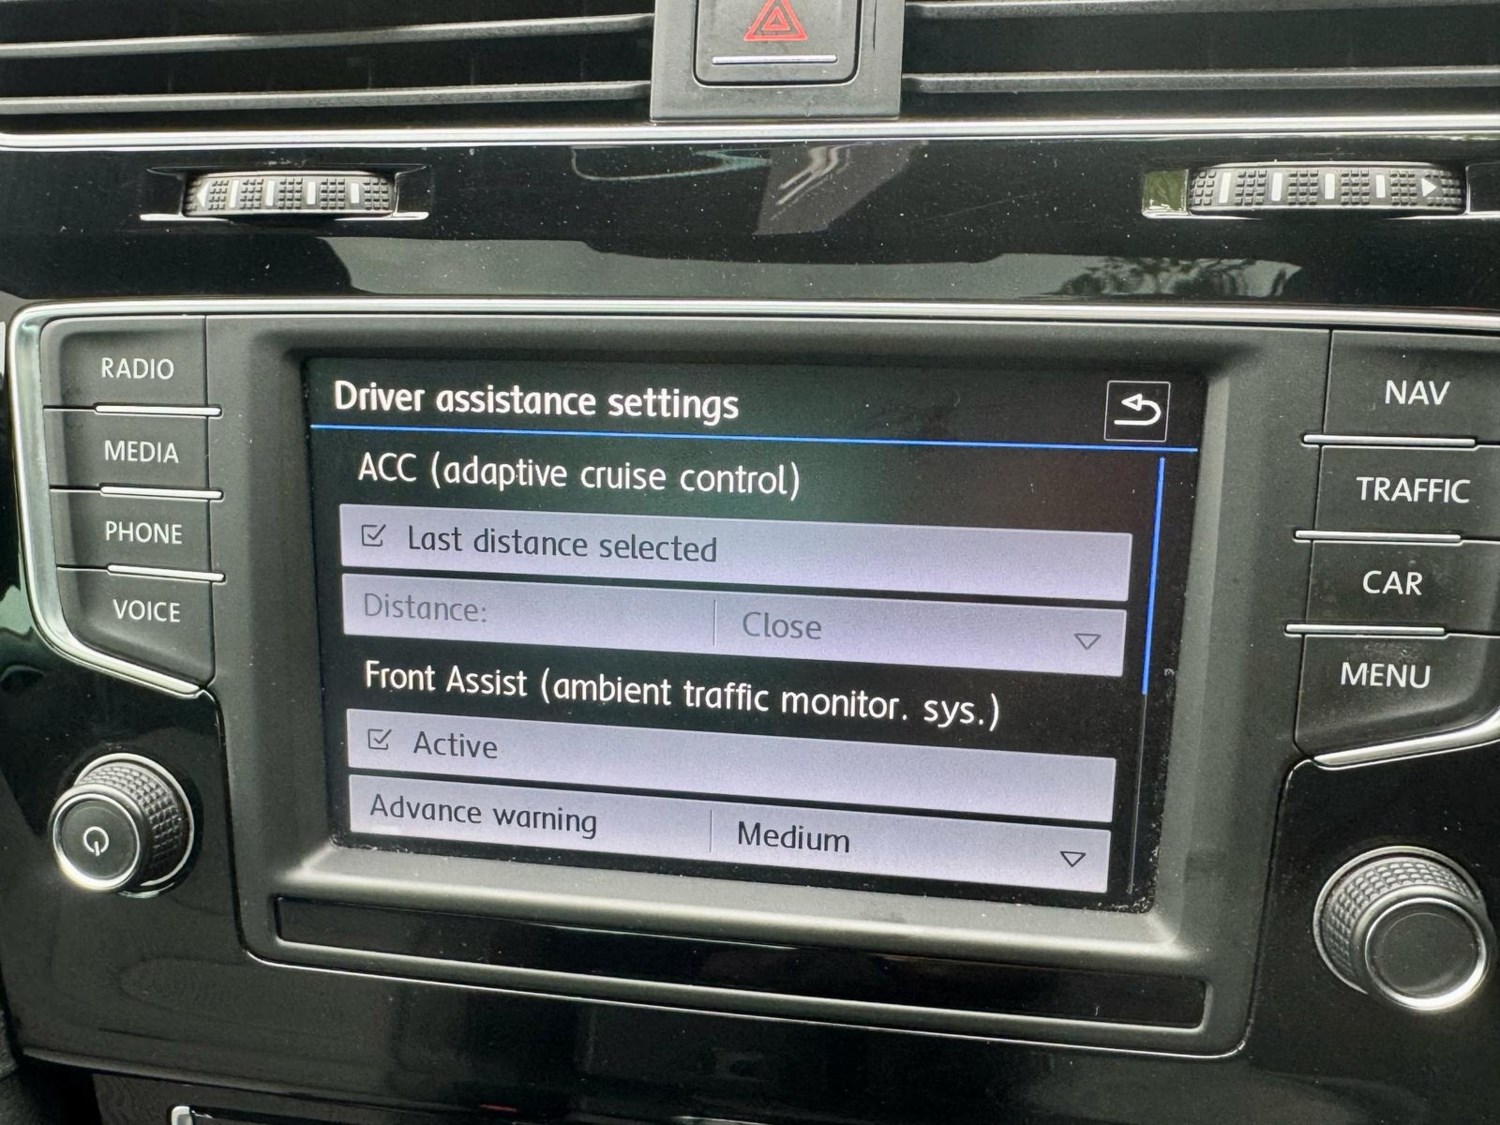 RADIO
MEDIA
PHONE
VOICE
Driver assistance settings
ACC (adaptive cruise control)
Last distance selected
Distance: Close
Front Assist (ambient traffic monitor. sys.)
Active
Advance warning Medium
NAV
TRAFFIC
CAR
MENU